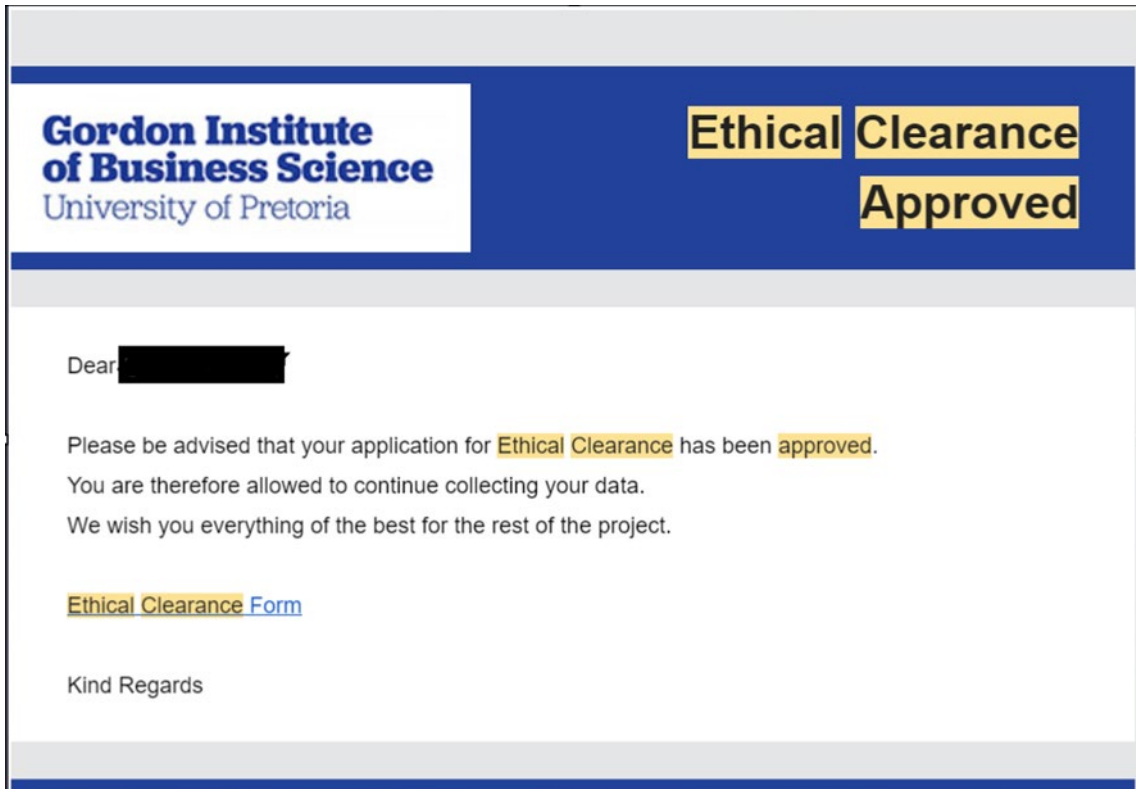 Gordon Institute
of Business Science
University of Pretoria
Ethical Clearance
Approved
Dear
Please be advised that your application for Ethical Clearance has been approved.
You are therefore allowed to continue collecting your data.
We wish you everything of the best for the rest of the project.
Ethical Clearance Form
Kind Regards